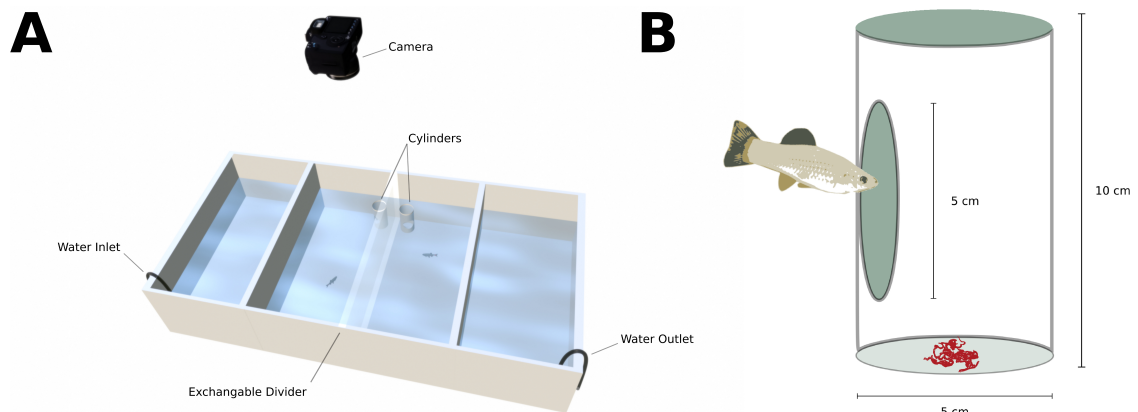 A
Camera
Cylinders
Water Inlet
Water Outlet
Exchangable Divider
B
5 cm
10 cm
5 cm